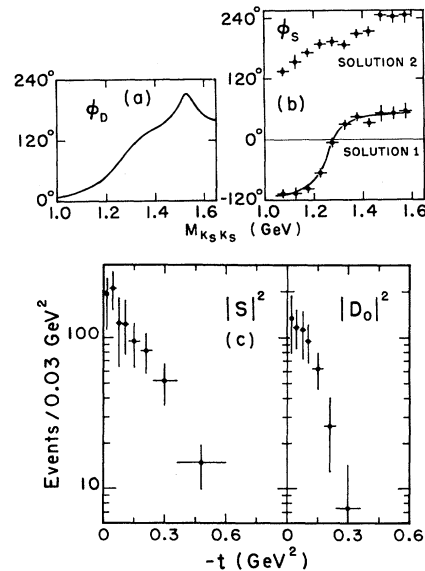 240° 240° ϕS
ϕD (a) SOLUTION 2
120° 120° (b)
0° SOLUTION 1
0° -120°
1.0 1.2 1.4 1.6 1.0 1.2 1.4 1.6
MKSKS (GeV)
|S|² |D₀|²
100 (c)
Events/0.03 GeV²
10
0 0.3 0.6 0 0.3 0.6
-t (GeV²)